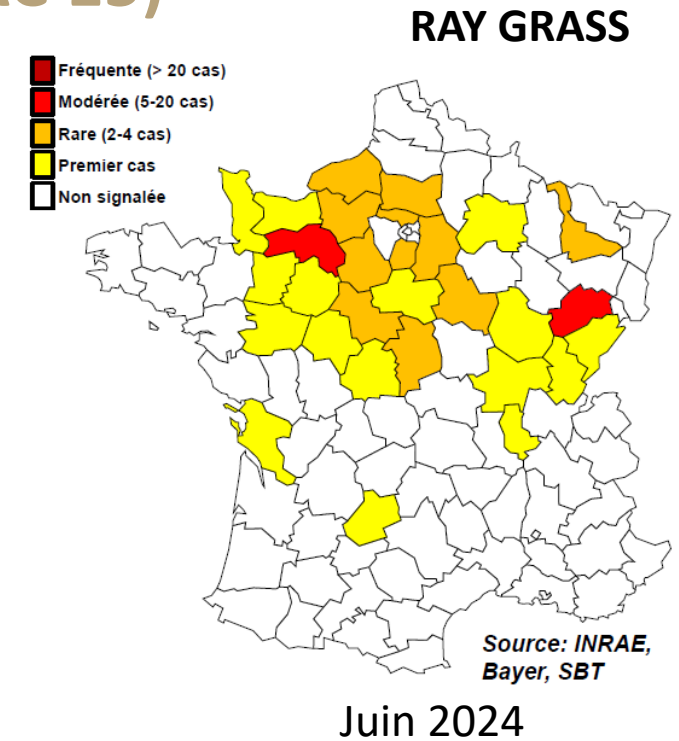 RAY GRASS
Fréquente (> 20 cas)
Modérée (5-20 cas)
Rare (2-4 cas)
Premier cas
Non signalée
Source: INRAE,
Bayer, SBT
Juin 2024